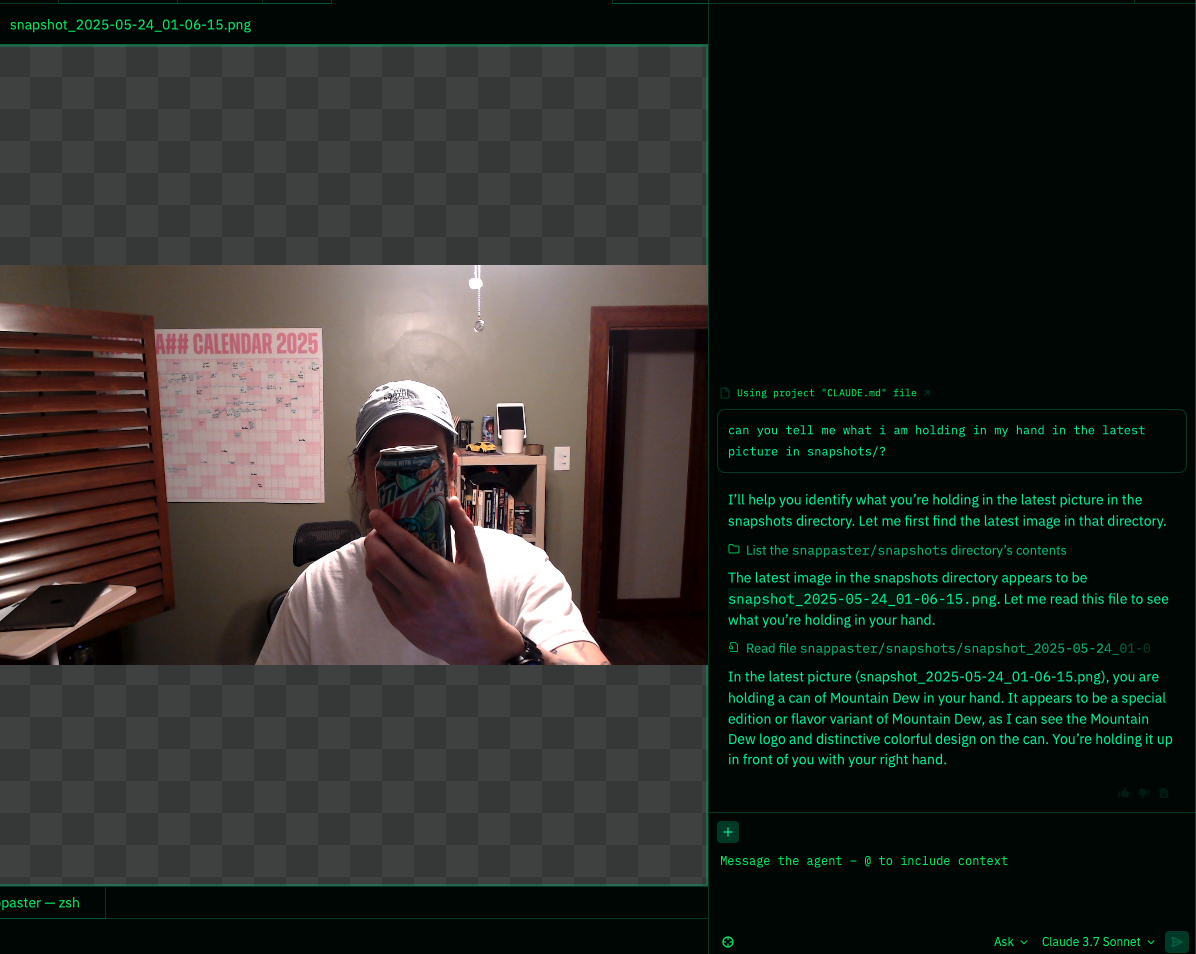 snapshot_2025-05-24_01-06-15.png
A## CALENDAR 2025
Using project "CLAUDE.md" file
can you tell me what i am holding in my hand in the latest
picture in snapshots/?
I’ll help you identify what you’re holding in the latest picture in the
snapshots directory. Let me first find the latest image in that directory.
List the snappaster/snapshots directory’s contents
The latest image in the snapshots directory appears to be
snapshot_2025-05-24_01-06-15.png. Let me read this file to see
what you’re holding in your hand.
Read file snappaster/snapshots/snapshot_2025-05-24_01-0
In the latest picture (snapshot_2025-05-24_01-06-15.png), you are
holding a can of Mountain Dew in your hand. It appears to be a special
edition or flavor variant of Mountain Dew, as I can see the Mountain
Dew logo and distinctive colorful design on the can. You’re holding it up
in front of you with your right hand.
Message the agent – @ to include context
paster — zsh
Ask
Claude 3.7 Sonnet